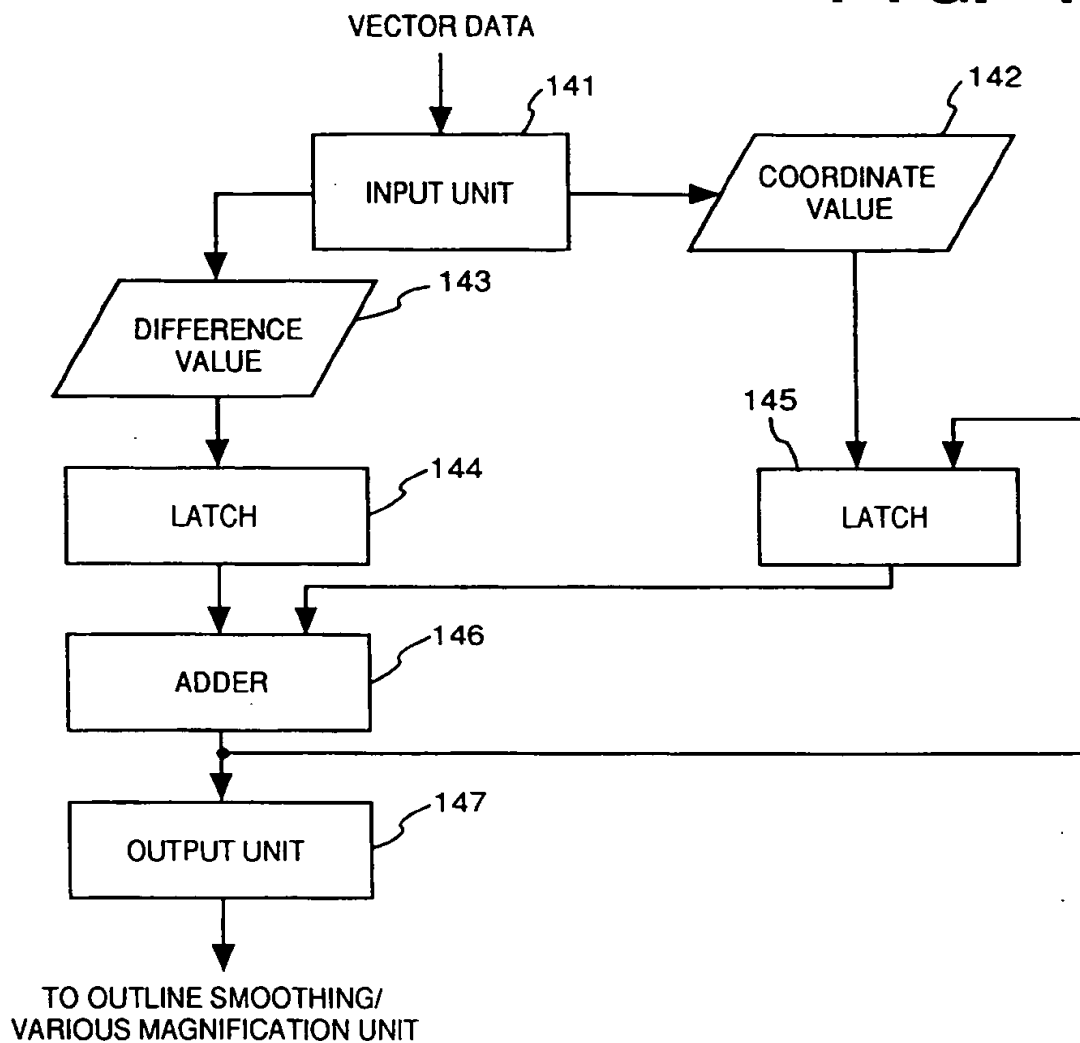 VECTOR DATA
141
142
INPUT UNIT
COORDINATE
VALUE
143
DIFFERENCE
VALUE
145
144
LATCH
LATCH
146
ADDER
147
OUTPUT UNIT
TO OUTLINE SMOOTHING/
VARIOUS MAGNIFICATION UNIT